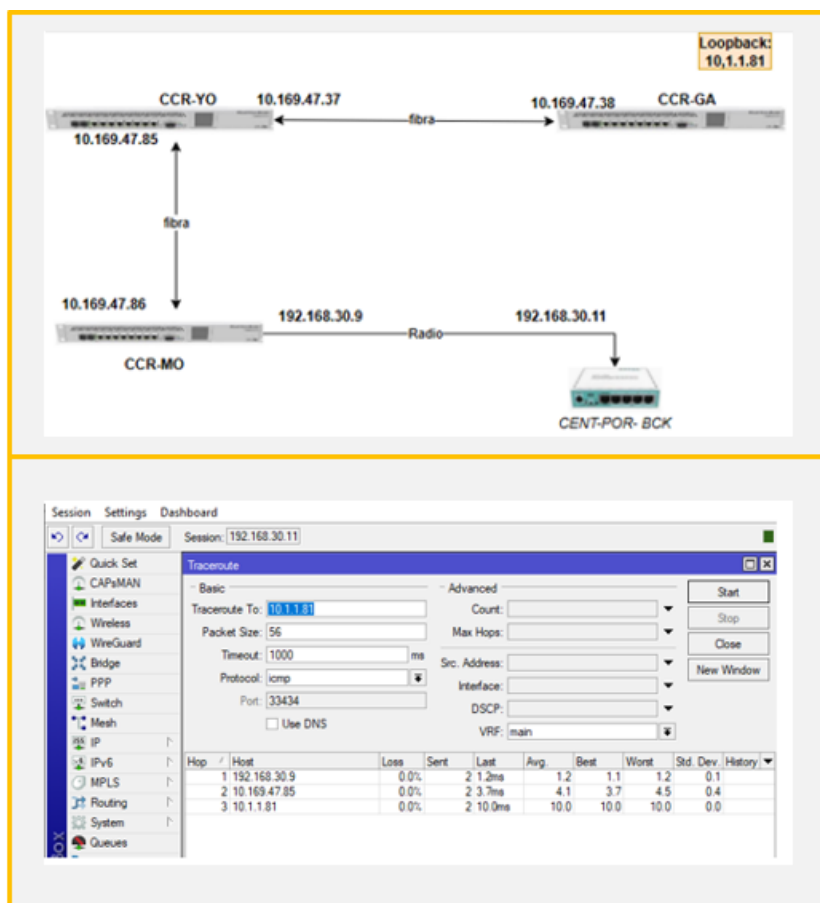 Loopback:
10,1.1.81
CCR-YO 10.169.47.37 10.169.47.38 CCR-GA
fibra
10.169.47.85
fibra
10.169.47.86
192.168.30.9 192.168.30.11
Radio
CCR-MO
CENT-POR- BCK
Session Settings Dashboard
Safe Mode Session: 192.168.30.11
Quick Set
CAPsMAN
Interfaces
Wireless
WireGuard
Bridge
PPP
Switch
Mesh
IP
IPv6
MPLS
Routing
System
Queues
Traceroute
Basic
Traceroute To: 10.1.1.81
Packet Size: 56
Timeout: 1000 ms
Protocol: icmp
Port: 33434
Use DNS
Advanced
Count:
Max Hops:
Src. Address:
Interface:
DSCP:
VRF: main
Start
Stop
Close
New Window
Hop Host Loss Sent Last Avg. Best Worst Std. Dev. History
1 192.168.30.9 0.0% 2 1.2ms 1.2 1.1 1.2 0.1
2 10.169.47.85 0.0% 2 3.7ms 4.1 3.7 4.5 0.4
3 10.1.1.81 0.0% 2 10.0ms 10.0 10.0 10.0 0.0